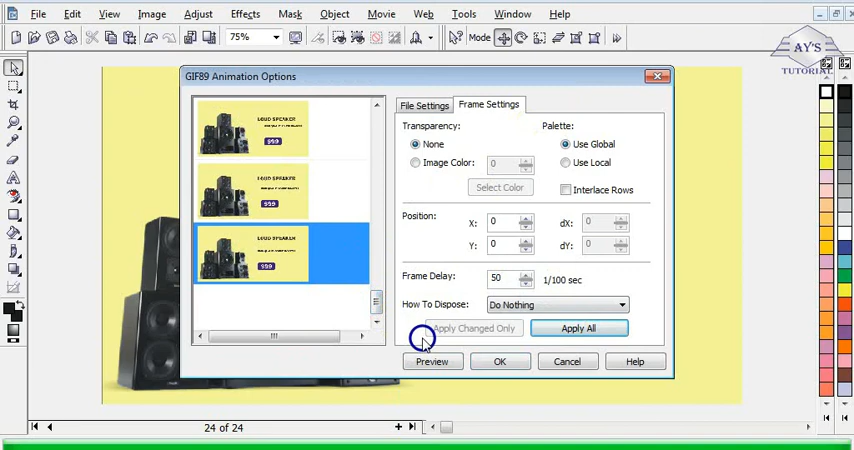 File Edit View Image Adjust Effects Mask Object Movie Web Tools Window Help
75% Mode
AY'S
TUTORIAL
GIF89 Animation Options
File Settings Frame Settings
LOUD SPEAKER
999
LOUD SPEAKER
999
LOUD SPEAKER
999
Transparency: Palette:
None Use Global
Image Color: 0 Use Local
Select Color Interlace Rows
Position: X: 0 dX: 0
Y: 0 dY: 0
Frame Delay: 50 1/100 sec
How To Dispose: Do Nothing
Apply Changed Only Apply All
Preview OK Cancel Help
24 of 24